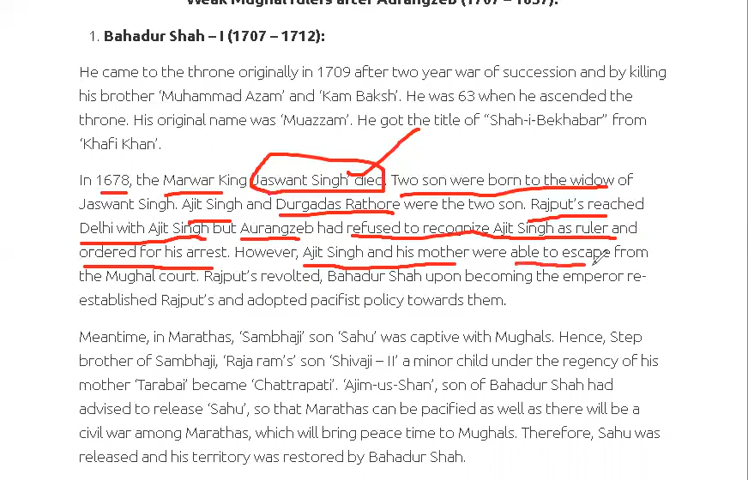 Weak Mughal rulers after Aurangzeb (1707 – 1857):
1. Bahadur Shah – I (1707 – 1712):
He came to the throne originally in 1709 after two year war of succession and by killing
his brother ‘Muhammad Azam’ and ‘Kam Baksh’. He was 63 when he ascended the
throne. His original name was ‘Muazzam’. He got the title of “Shah-i-Bekhabar” from
‘Khafi Khan’.
In 1678, the Marwar King Jaswant Singh’ died. Two son were born to the widow of
Jaswant Singh. Ajit Singh and Durgadas Rathore were the two son. Rajput’s reached
Delhi with Ajit Singh but Aurangzeb had refused to recognize Ajit Singh as ruler and
ordered for his arrest. However, Ajit Singh and his mother were able to escape from
the Mughal court. Rajput’s revolted, Bahadur Shah upon becoming the emperor re-
established Rajput’s and adopted pacifist policy towards them.
Meantime, in Marathas, ‘Sambhaji’ son ‘Sahu’ was captive with Mughals. Hence, Step
brother of Sambhaji, ‘Raja ram’s’ son ‘Shivaji – II’ a minor child under the regency of his
mother ‘Tarabai’ became ‘Chattrapati’. ‘Ajim-us-Shan’, son of Bahadur Shah had
advised to release ‘Sahu’, so that Marathas can be pacified as well as there will be a
civil war among Marathas, which will bring peace time to Mughals. Therefore, Sahu was
released and his territory was restored by Bahadur Shah.